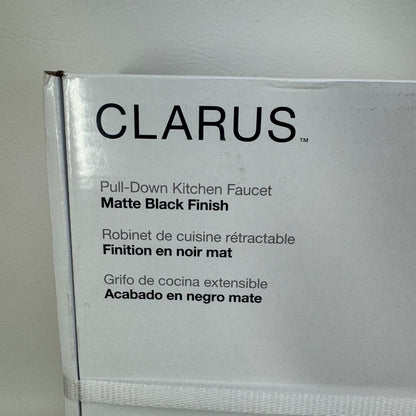 CLARUS™
Pull-Down Kitchen Faucet
Matte Black Finish
Robinet de cuisine rétractable
Finition en noir mat
Grifo de cocina extensible
Acabado en negro mate